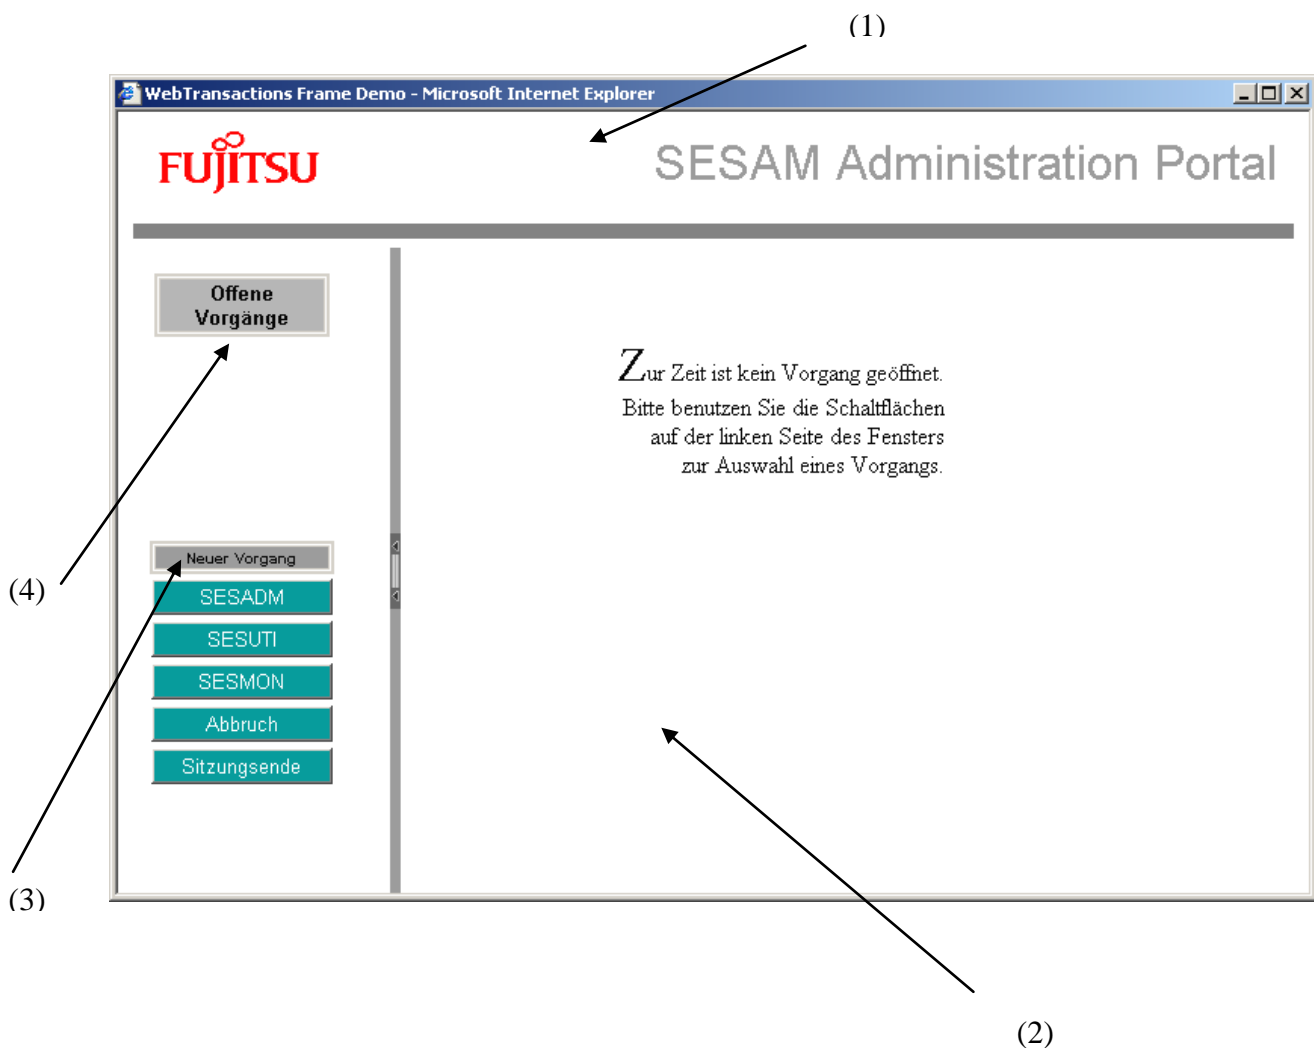 (1)
WebTransactions Frame Demo - Microsoft Internet Explorer
FUJITSU
SESAM Administration Portal
Offene
Vorgänge
Zur Zeit ist kein Vorgang geöffnet.
Bitte benutzen Sie die Schaltflächen
auf der linken Seite des Fensters
zur Auswahl eines Vorgangs.
Neuer Vorgang
(4)
SESADM
SESUTI
SESMON
Abbruch
Sitzungsende
(3)
(2)